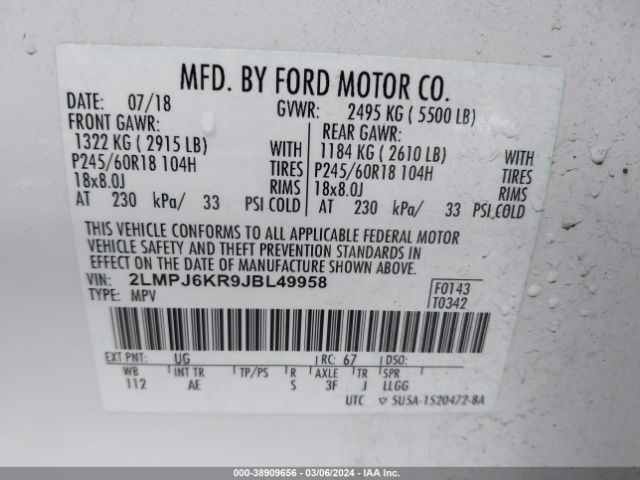 MFD. BY FORD MOTOR CO.
DATE: 07/18 GVWR: 2495 KG ( 5500 LB)
FRONT GAWR: REAR GAWR:
1322 KG ( 2915 LB) WITH 1184 KG ( 2610 LB) WITH
P245/60R18 104H TIRES P245/60R18 104H TIRES
18x8.0J RIMS 18x8.0J RIMS
AT 230 kPa/ 33 PSI COLD AT 230 kPa/ 33 PSI COLD
THIS VEHICLE CONFORMS TO ALL APPLICABLE FEDERAL MOTOR
VEHICLE SAFETY AND THEFT PREVENTION STANDARDS IN
EFFECT ON THE DATE OF MANUFACTURE SHOWN ABOVE.
VIN: 2LMPJ6KR9JBL49958 F0143
TYPE: MPV T0342
EXT PNT: UG RC: 67 DSO:
WB INT TR TP/PS R AXLE TR SPR
112 AE S 3F J LLGG
UTC ▽ 5U5A-1520472-BA
000-38909656 - 03/06/2024 - IAA Inc.